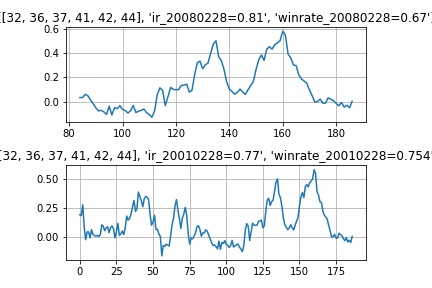 [32, 36, 37, 41, 42, 44], 'ir_20080228=0.81', 'winrate_20080228=0.67'
0.6
0.4
0.2
0.0
80 100 120 140 160 180
[32, 36, 37, 41, 42, 44], 'ir_20010228=0.77', 'winrate_20010228=0.754'
0.50
0.25
0.00
0 25 50 75 100 125 150 175